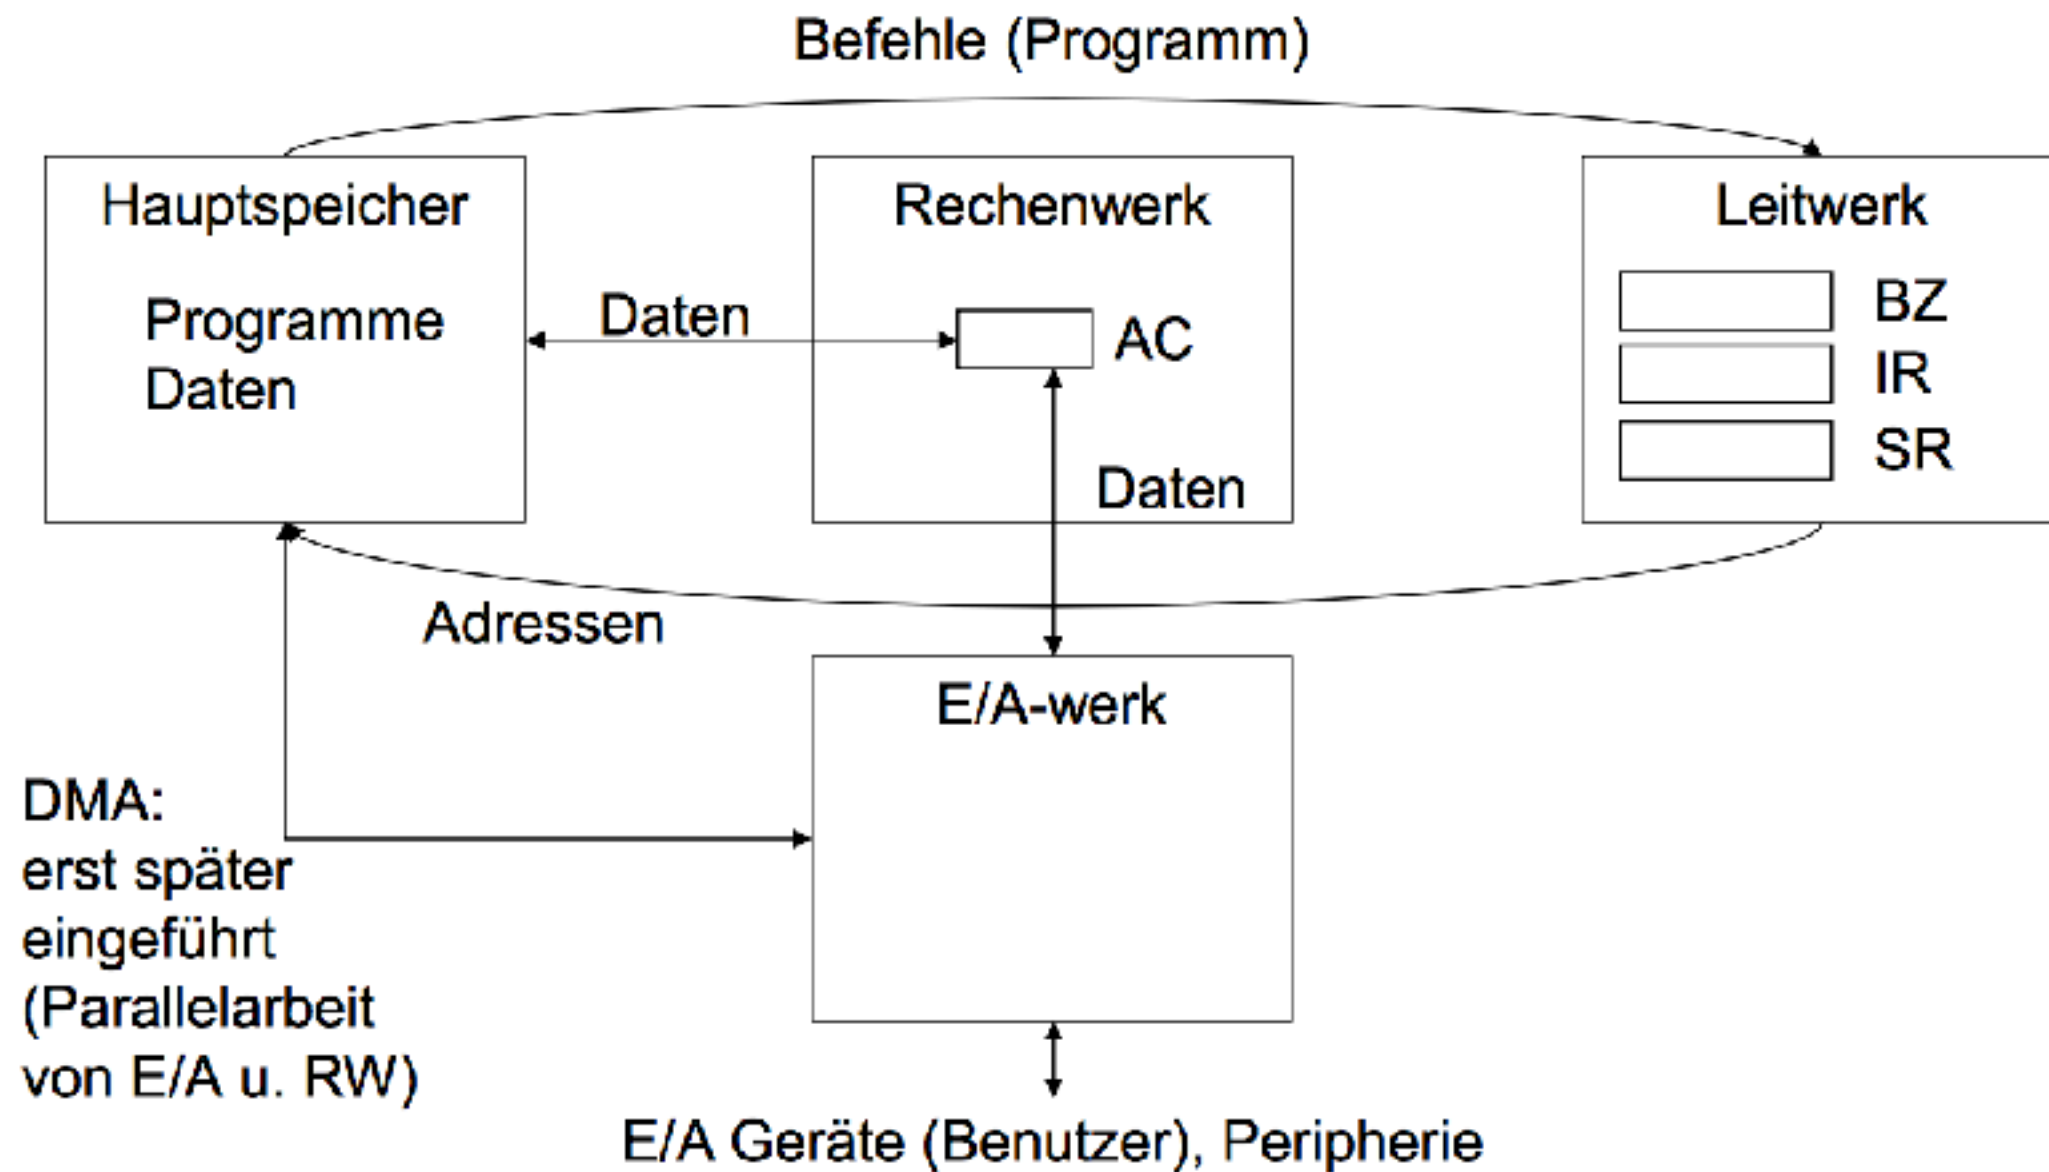 Befehle (Programm)
Hauptspeicher
Programme
Daten
Daten
Rechenwerk
AC
Daten
Leitwerk
BZ
IR
SR
Adressen
E/A-werk
DMA:
erst später
eingeführt
(Parallelarbeit
von E/A u. RW)
E/A Geräte (Benutzer), Peripherie